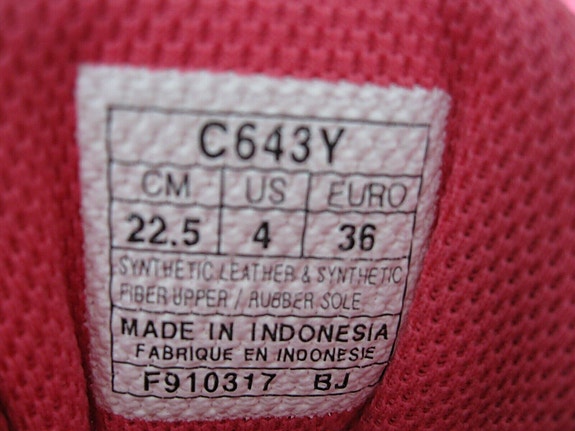 C643Y
CM US EURO
22.5 4 36
SYNTHETIC LEATHER & SYNTHETIC
FIBER UPPER / RUBBER SOLE
MADE IN INDONESIA
FABRIQUE EN INDONESIE
F910317 BJ